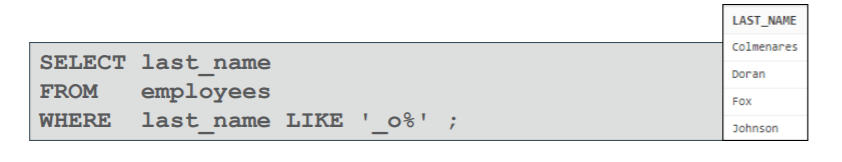 SELECT last_name
FROM   employees
WHERE  last_name LIKE '_o%' ;
LAST_NAME
Colmenares
Doran
Fox
Johnson